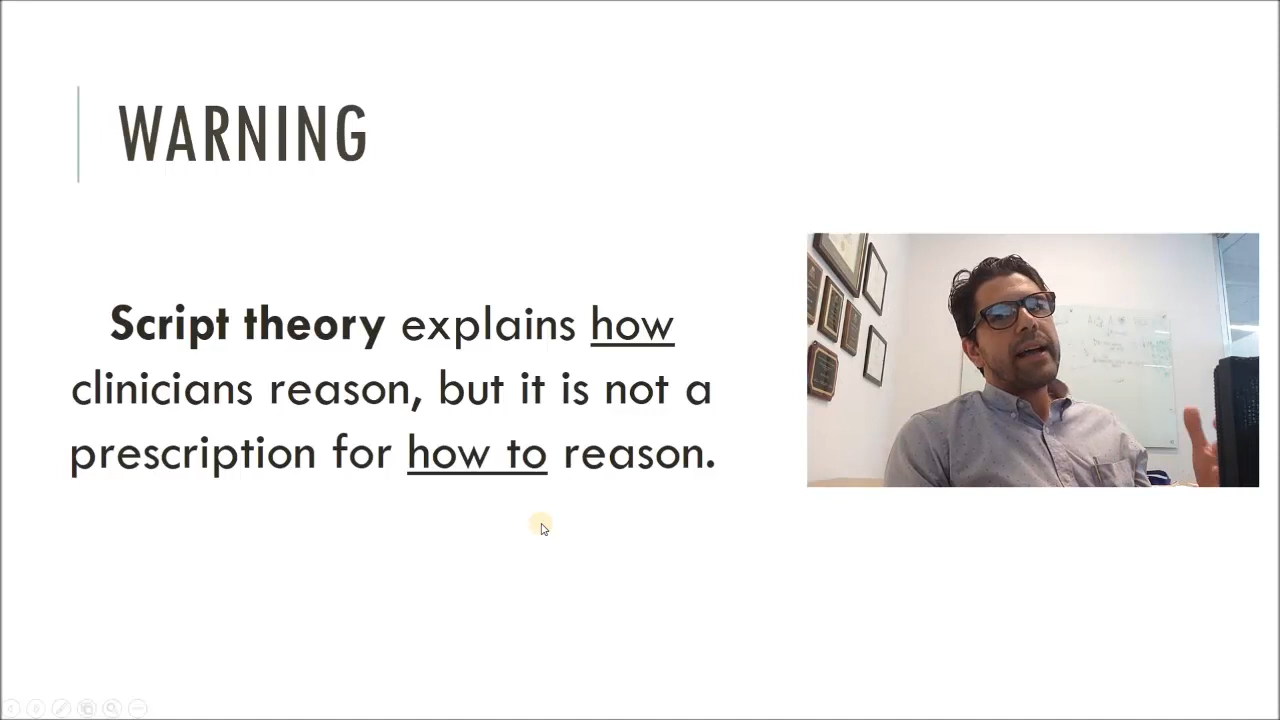 WARNING
Script theory explains how
clinicians reason, but it is not a
prescription for how to reason.